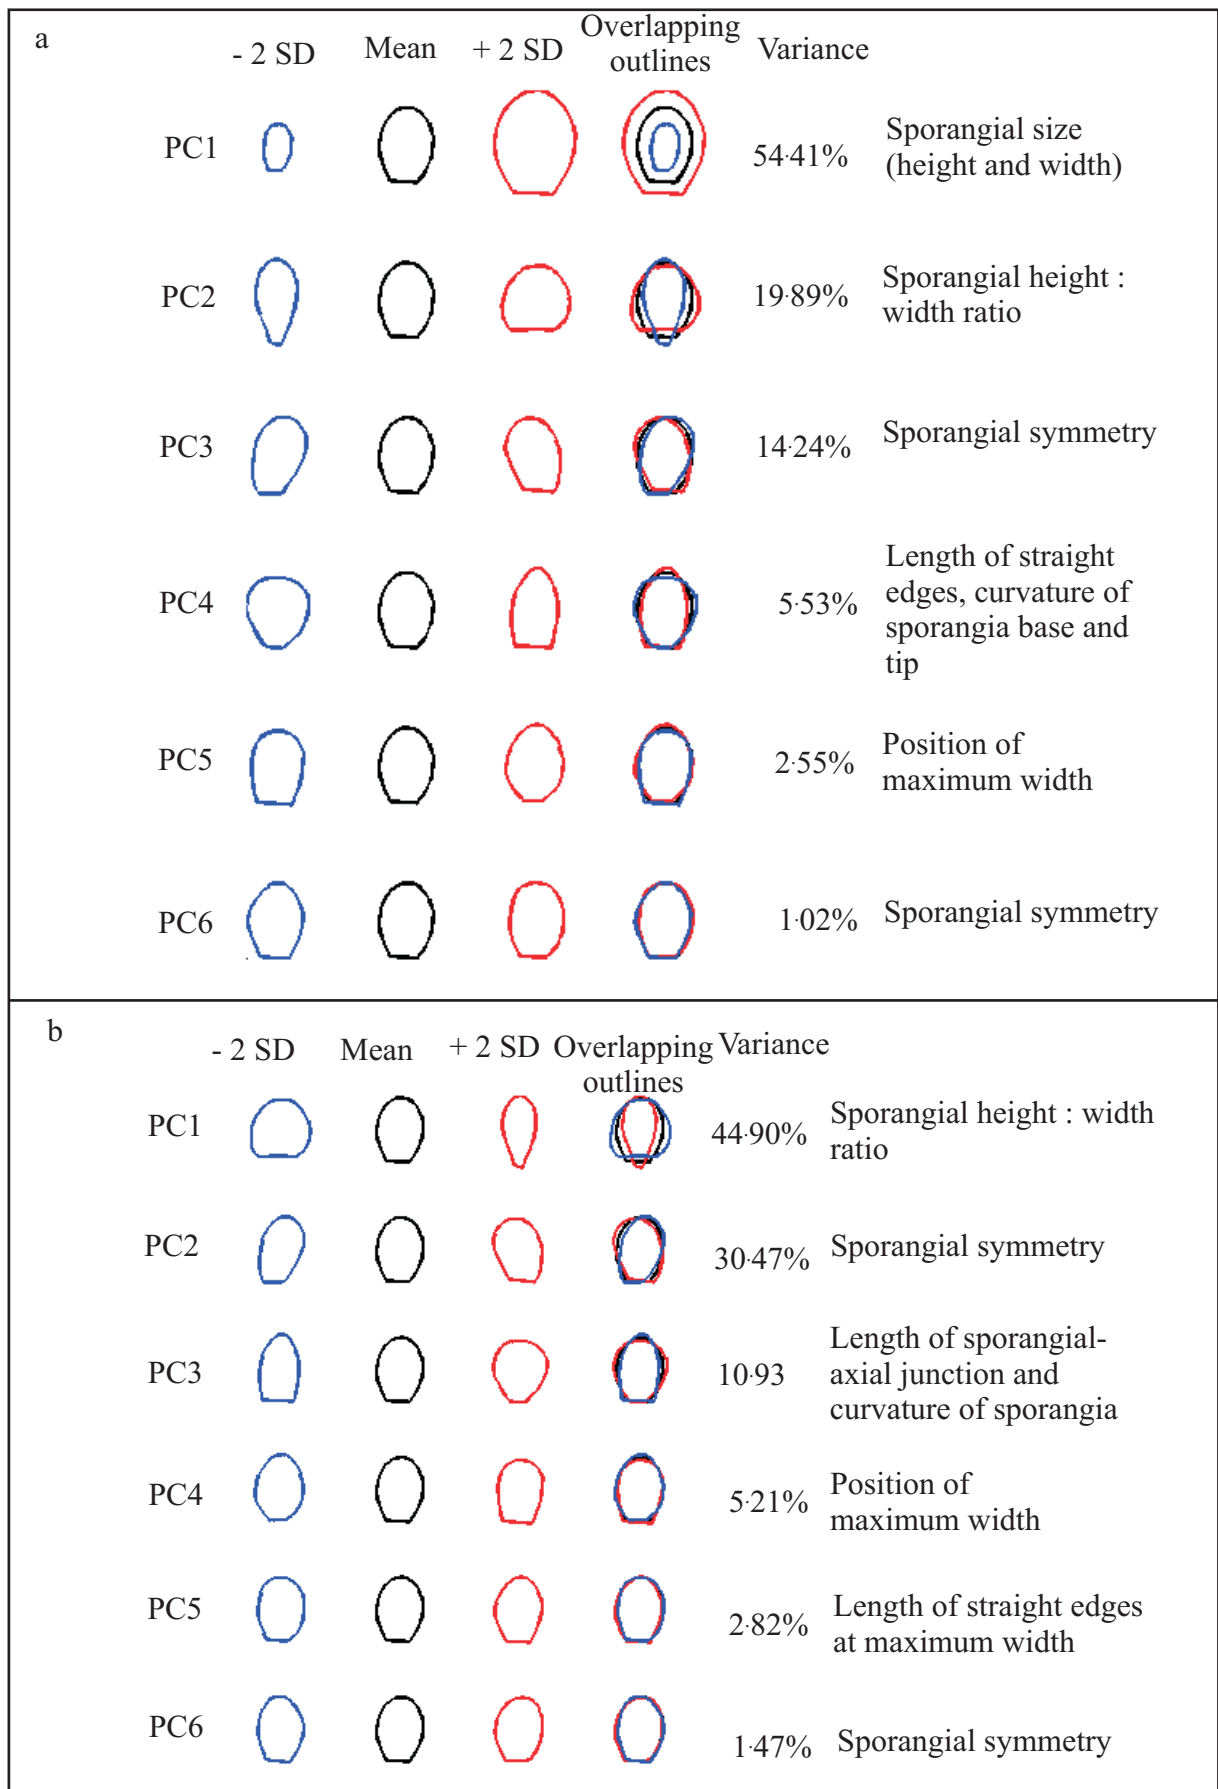 a
- 2 SD Mean + 2 SD Overlapping outlines Variance
PC1 54·41% Sporangial size
(height and width)
PC2 19·89% Sporangial height :
width ratio
PC3 14·24% Sporangial symmetry
PC4 5·53% Length of straight
edges, curvature of
sporangia base and
tip
PC5 2·55% Position of
maximum width
PC6 1·02% Sporangial symmetry
b
- 2 SD Mean + 2 SD Overlapping outlines Variance
PC1 44·90% Sporangial height : width
ratio
PC2 30·47% Sporangial symmetry
PC3 10·93 Length of sporangial-
axial junction and
curvature of sporangia
PC4 5·21% Position of
maximum width
PC5 2·82% Length of straight edges
at maximum width
PC6 1·47% Sporangial symmetry